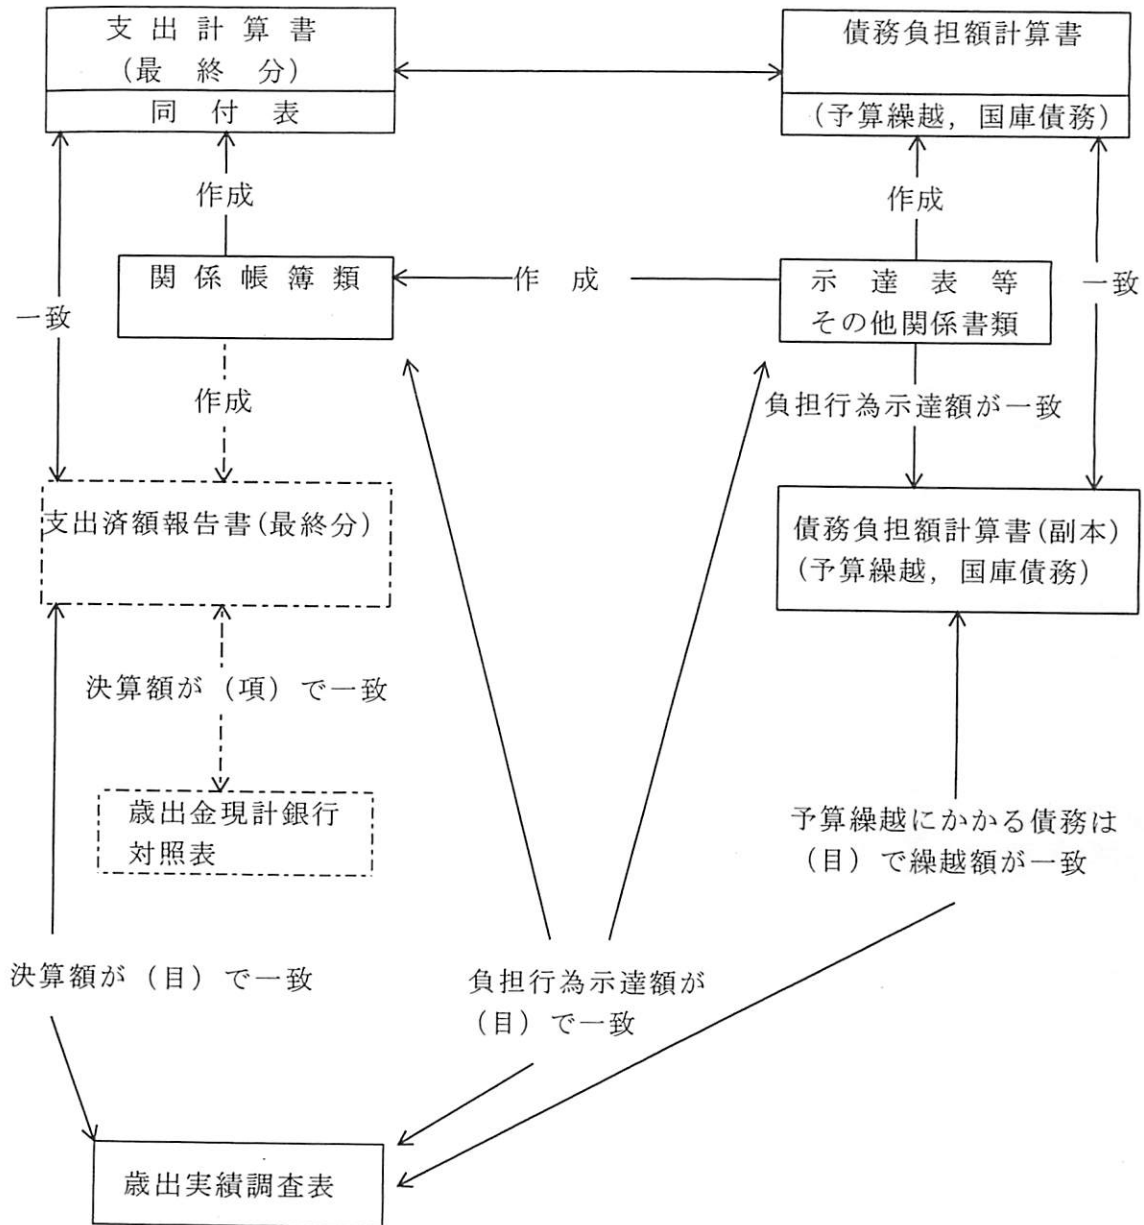 支出計算書
(最終分)
同付表
債務負担額計算書
(予算繰越，国庫債務)
作成
作成
関係帳簿類
作成
示達表等
その他関係書類
一致
一致
作成
負担行為示達額が一致
支出済額報告書(最終分)
債務負担額計算書(副本)
(予算繰越，国庫債務)
決算額が（項）で一致
歳出金現計銀行
対照表
予算繰越にかかる債務は
（目）で繰越額が一致
決算額が（目）で一致
負担行為示達額が
（目）で一致
歳出実績調査表